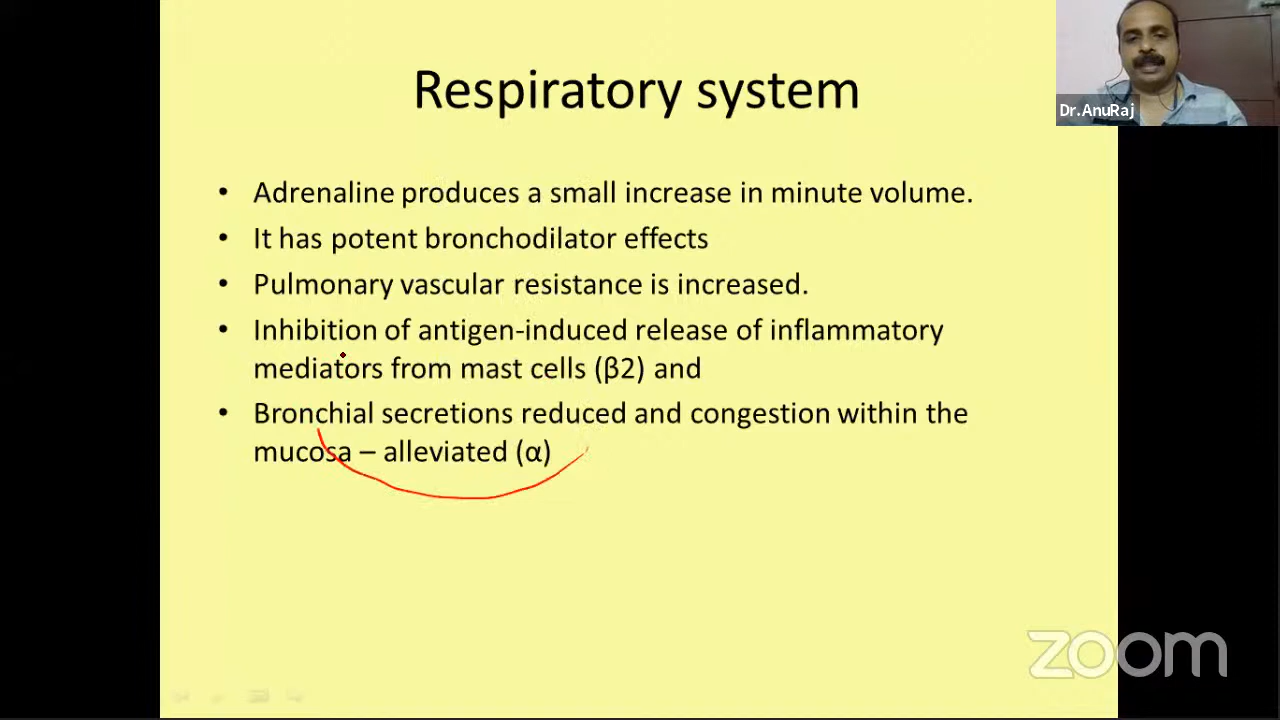 Respiratory system
Dr.AnuRaj
• Adrenaline produces a small increase in minute volume.
• It has potent bronchodilator effects
• Pulmonary vascular resistance is increased.
• Inhibition of antigen-induced release of inflammatory
mediators from mast cells (β2) and
• Bronchial secretions reduced and congestion within the
mucosa – alleviated (α)
zoom